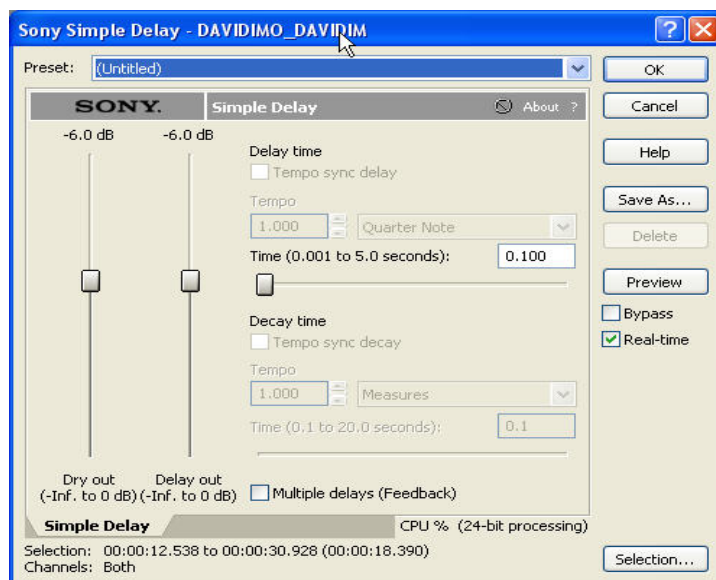 Sony Simple Delay - DAVIDIMO_DAVIDIM
Preset: (Untitled)
OK
SONY. Simple Delay About ?
Cancel
-6.0 dB -6.0 dB
Delay time
Help
Tempo sync delay
Tempo
Save As...
1.000 Quarter Note
Delete
Time (0.001 to 5.0 seconds): 0.100
Preview
Decay time
Bypass
Tempo sync decay
Real-time
Tempo
1.000 Measures
Time (0.1 to 20.0 seconds): 0.1
Dry out Delay out
(-Inf. to 0 dB) (-Inf. to 0 dB)
Multiple delays (Feedback)
Simple Delay CPU % (24-bit processing)
Selection: 00:00:12.538 to 00:00:30.928 (00:00:18.390)
Selection...
Channels: Both